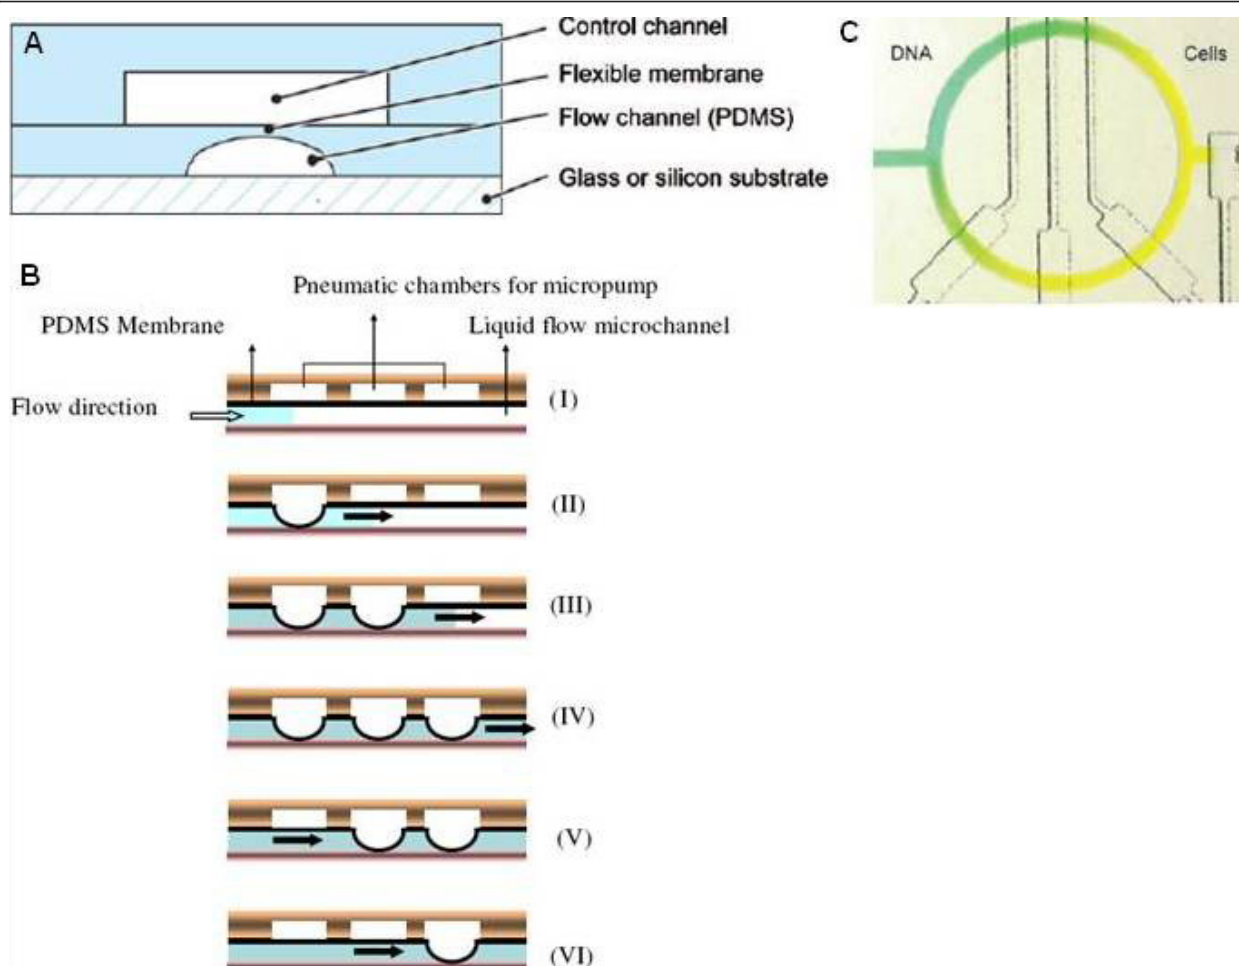 A
Control channel
Flexible membrane
Flow channel (PDMS)
Glass or silicon substrate
C
DNA
Cells
B
Pneumatic chambers for micropump
PDMS Membrane
Liquid flow microchannel
Flow direction
(I)
(II)
(III)
(IV)
(V)
(VI)